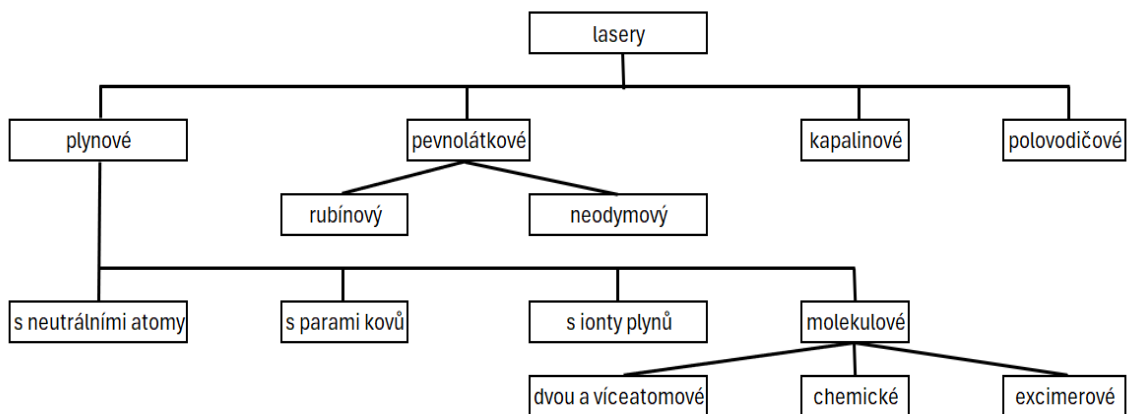 lasery
plynové
pevnolátkové
kapalinové
polovodičové
rubínový
neodymový
s neutrálními atomy
s parami kovů
s ionty plynů
molekulové
dvou a víceatomové
chemické
excimerové